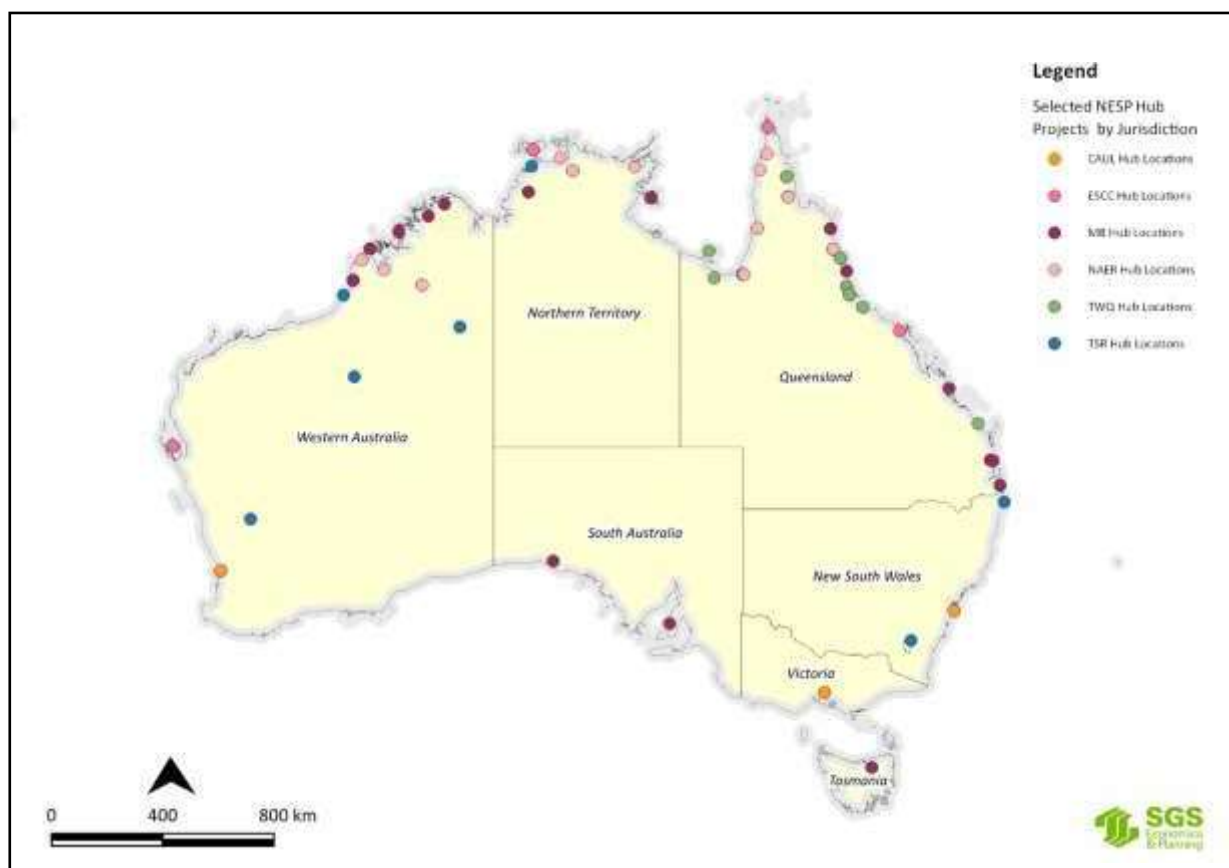 Legend
Selected NESP Hub
Projects by Jurisdiction
CAUL Hub Locations
ESCC Hub Locations
MB Hub Locations
NAER Hub Locations
TWQ Hub Locations
TSR Hub Locations
Northern Territory
Queensland
Western Australia
South Australia
New South Wales
Victoria
Tasmania
0 400 800 km
SGS
Economics
& Planning